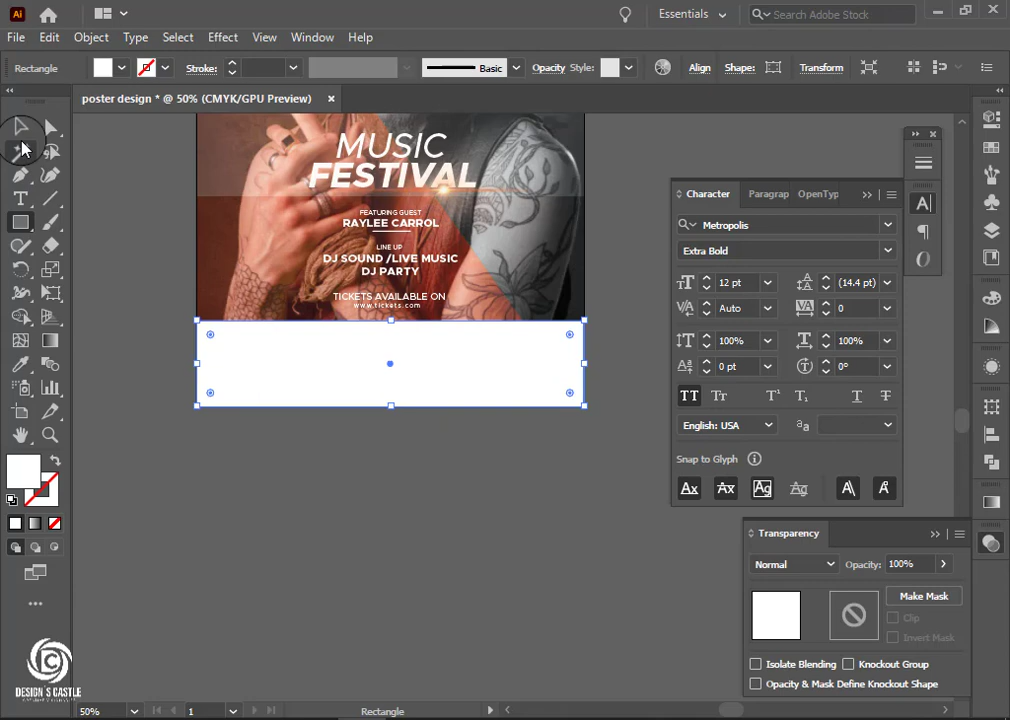 Ai
Essentials
Search Adobe Stock
File Edit Object Type Select Effect View Window Help
Rectangle
Stroke:
Basic
Opacity
Style:
Align
Shape:
Transform
poster design * @ 50% (CMYK/GPU Preview)
MUSIC
FESTIVAL
FEATURING GUEST
RAYLEE CARROL
LINE UP
DJ SOUND /LIVE MUSIC
DJ PARTY
TICKETS AVAILABLE ON
www.tickets.com
Character
Paragrap
OpenTyp
Metropolis
Extra Bold
12 pt
(14.4 pt)
Auto
0
100%
100%
0 pt
0°
English: USA
Snap to Glyph
Transparency
Normal
Opacity:
100%
Make Mask
Clip
Invert Mask
Isolate Blending
Knockout Group
Opacity & Mask Define Knockout Shape
DESIGN'S CASTLE
50%
1
Rectangle